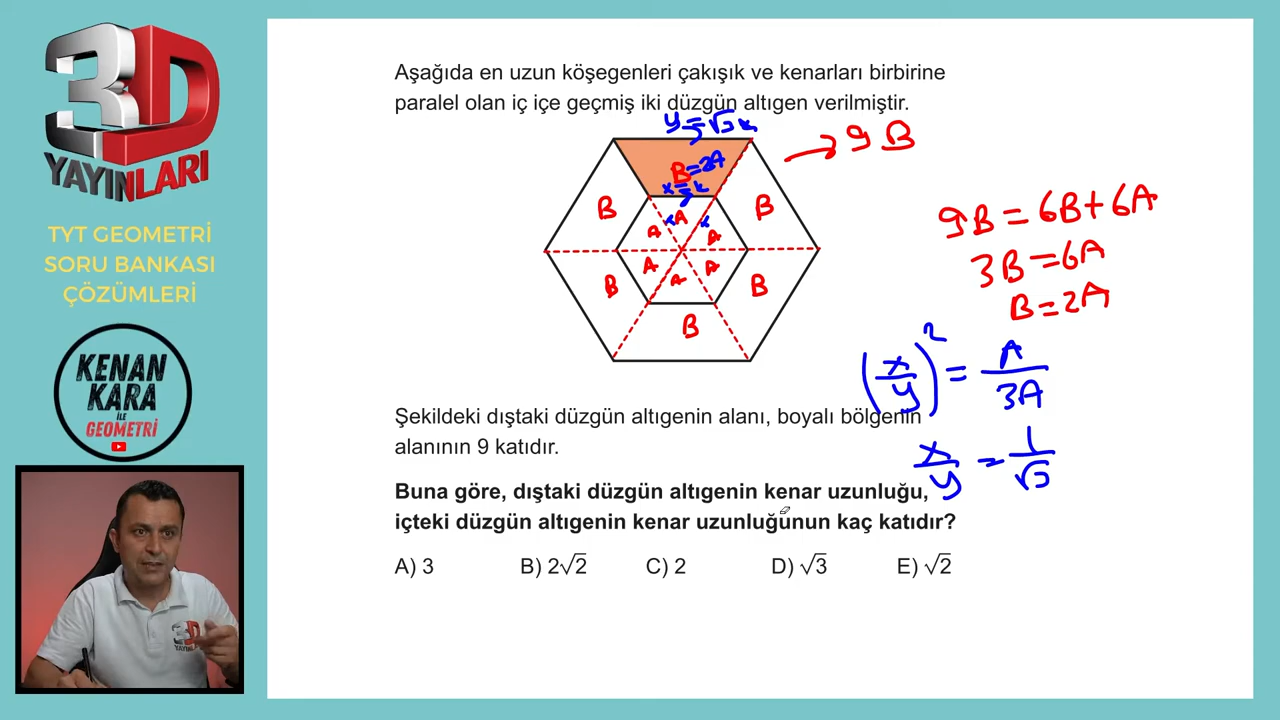 3D
YAYINLARI
TYT GEOMETRİ
SORU BANKASI
ÇÖZÜMLERİ
KENAN
KARA
İLE
GEOMETRİ
3D
YAYINLARI
Aşağıda en uzun köşegenleri çakışık ve kenarları birbirine
paralel olan iç içe geçmiş iki düzgün altıgen verilmiştir.
y = √3 k
→ 9B
B = 2A
x = k
B
B
A
x
x
A
A
A
A
A
B
B
B
9B = 6B + 6A
3B = 6A
B = 2A
(x/y)² = A/3A
x/y = 1/√3
Şekildeki dıştaki düzgün altıgenin alanı, boyalı bölgenin
alanının 9 katıdır.
Buna göre, dıştaki düzgün altıgenin kenar uzunluğu,
içteki düzgün altıgenin kenar uzunluğunun kaç katıdır?
A) 3 B) 2√2 C) 2 D) √3 E) √2